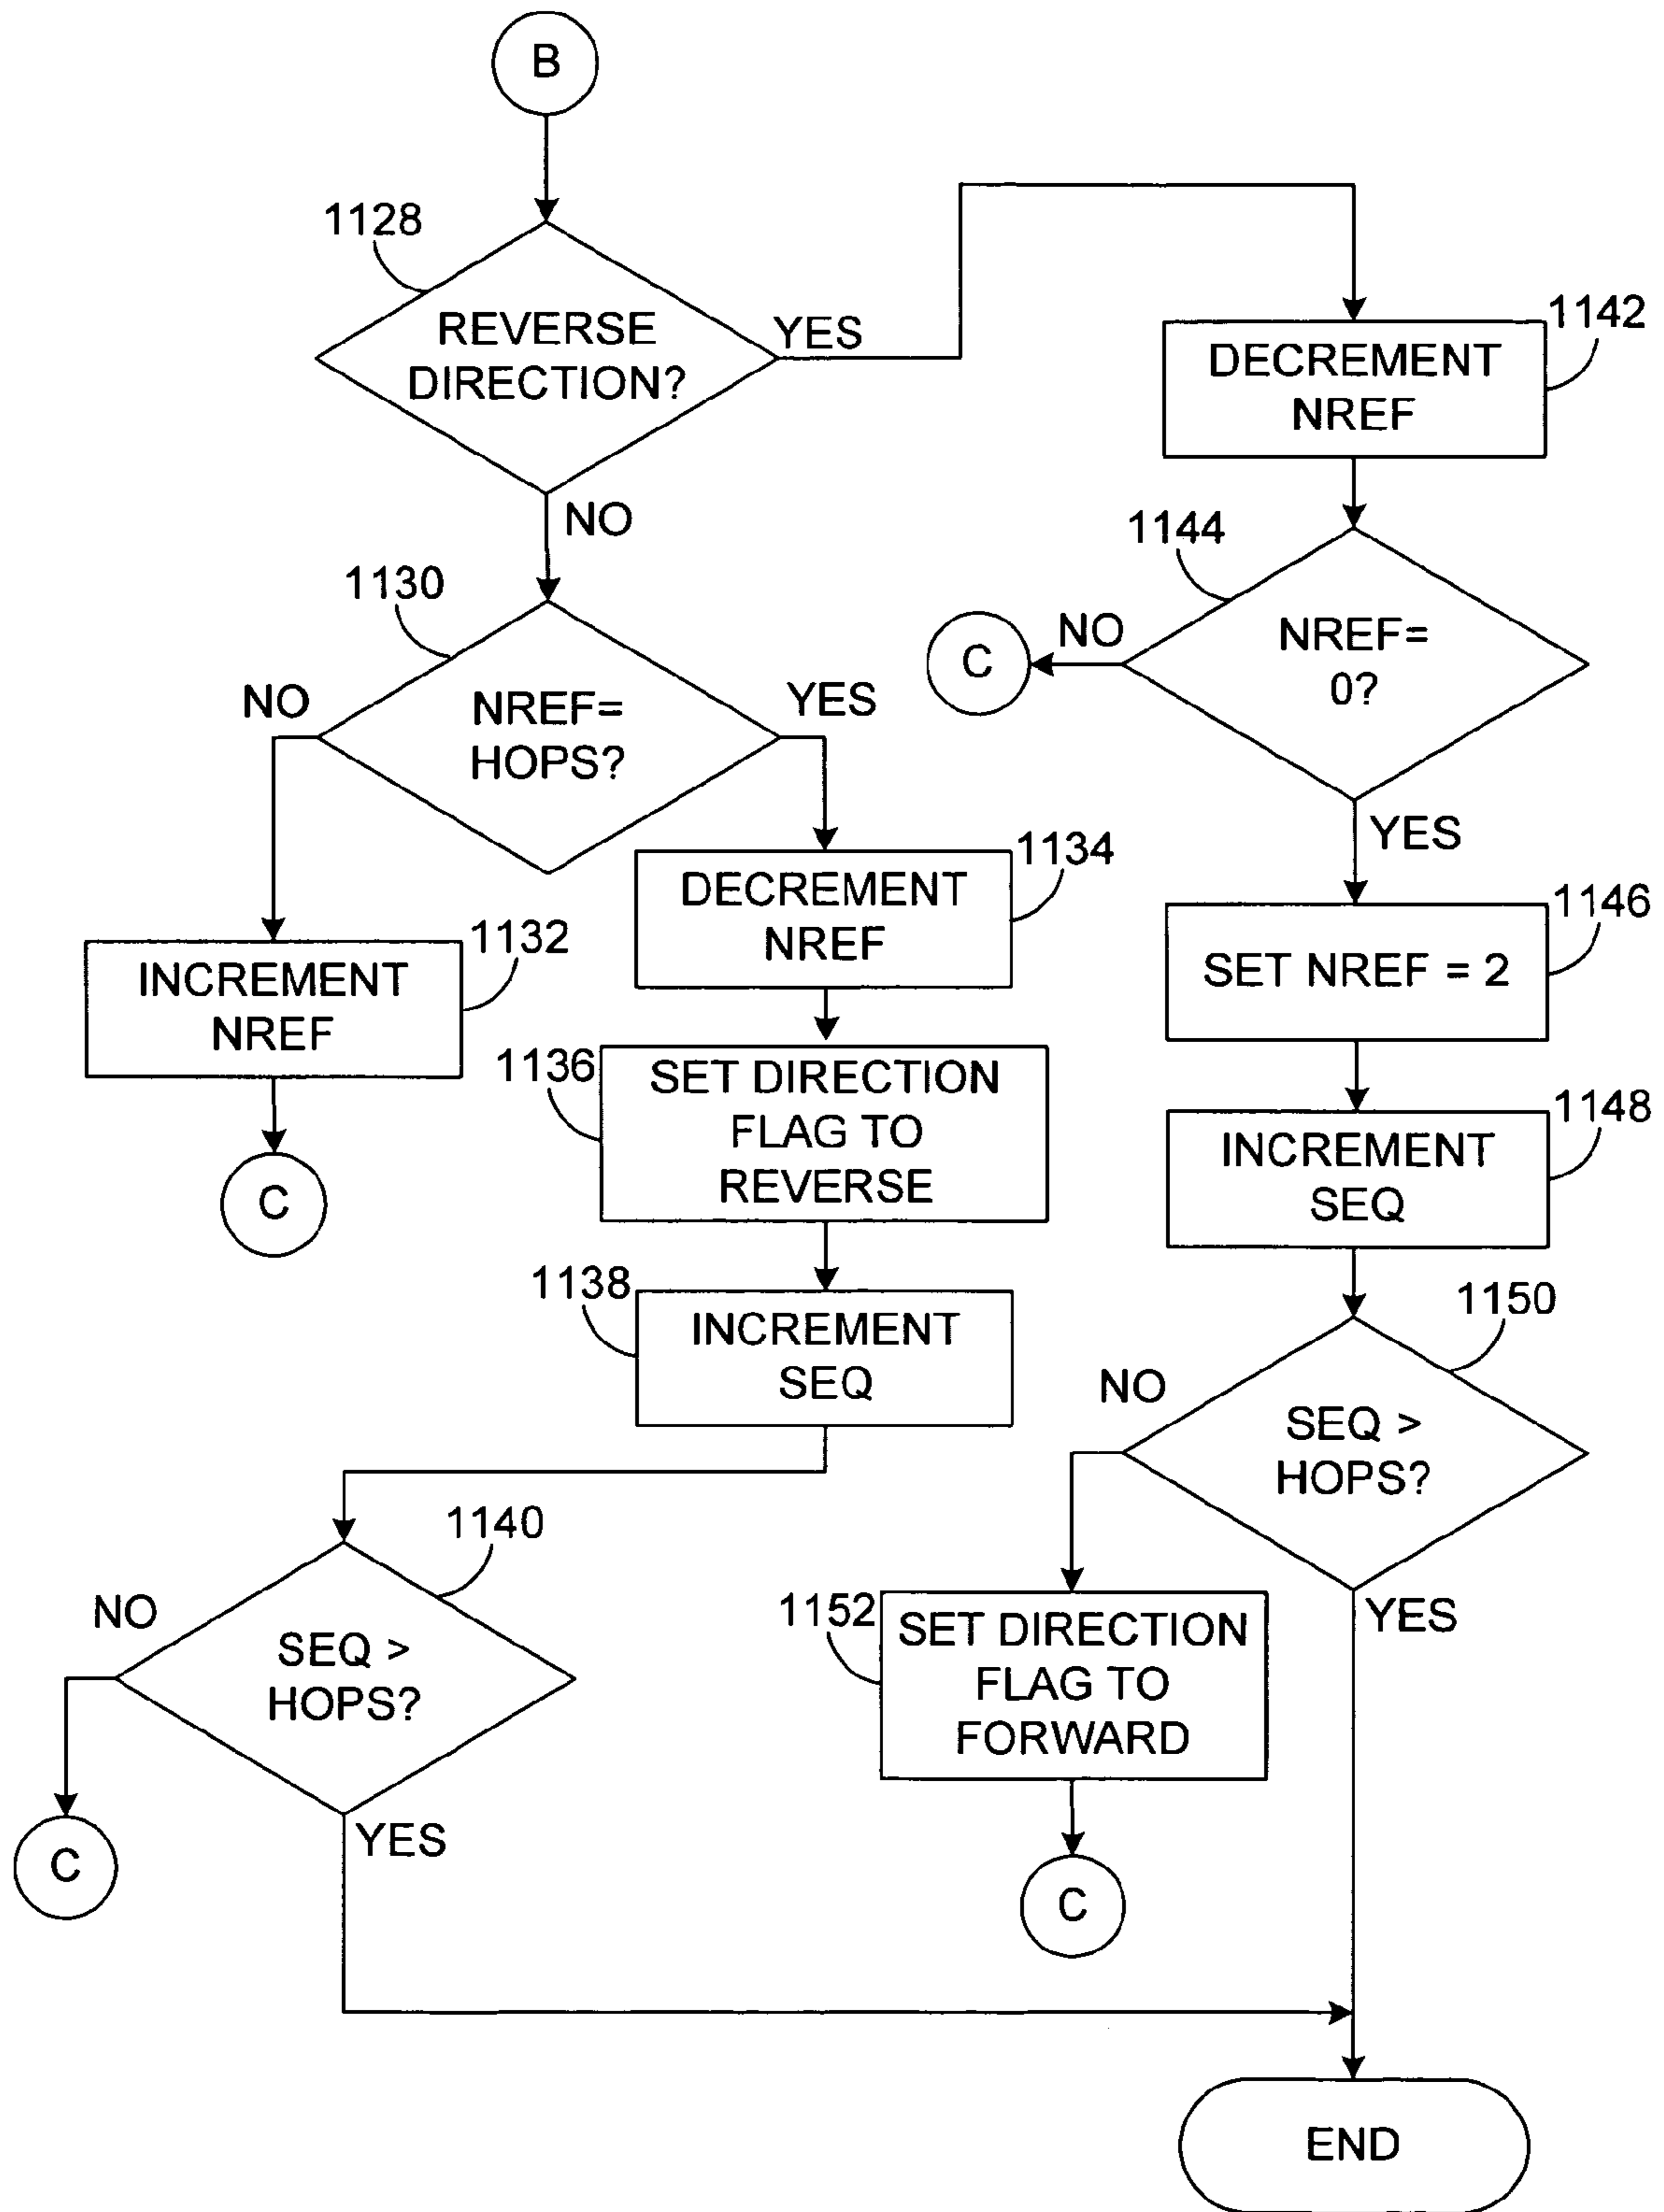 B
1128
REVERSE
DIRECTION?
YES
NO
1142
DECREMENT
NREF
1144
NREF=
0?
NO
C
YES
1130
NREF=
HOPS?
NO
YES
1132
INCREMENT
NREF
C
1134
DECREMENT
NREF
1136
SET DIRECTION
FLAG TO
REVERSE
1138
INCREMENT
SEQ
1140
SEQ >
HOPS?
NO
C
YES
1146
SET NREF = 2
1148
INCREMENT
SEQ
1150
SEQ >
HOPS?
NO
YES
1152
SET DIRECTION
FLAG TO
FORWARD
C
END